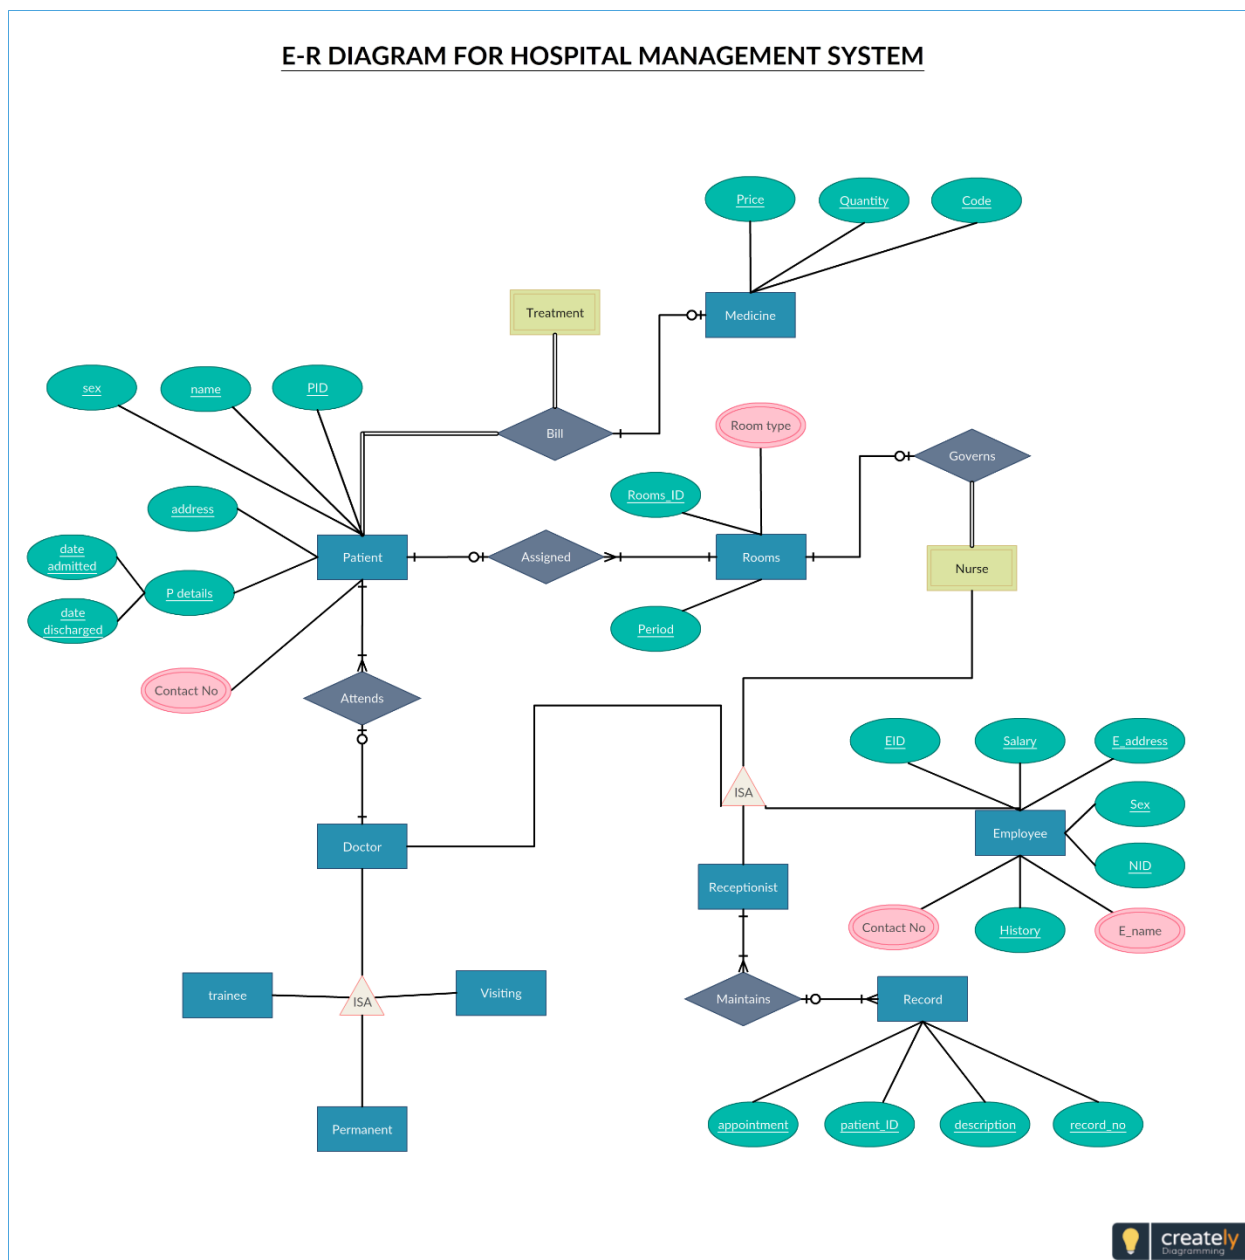 E-R DIAGRAM FOR HOSPITAL MANAGEMENT SYSTEM
Price
Quantity
Code
Treatment
Medicine
sex
name
PID
Room type
Bill
Governs
address
Rooms_ID
date
admitted
Patient
Assigned
Rooms
Nurse
P details
date
discharged
Period
Contact No
Attends
EID
Salary
E_address
ISA
Sex
Employee
Doctor
NID
Receptionist
Contact No
History
E_name
trainee
ISA
Visiting
Maintains
Record
Permanent
appointment
patient_ID
description
record_no
creately
Diagramming